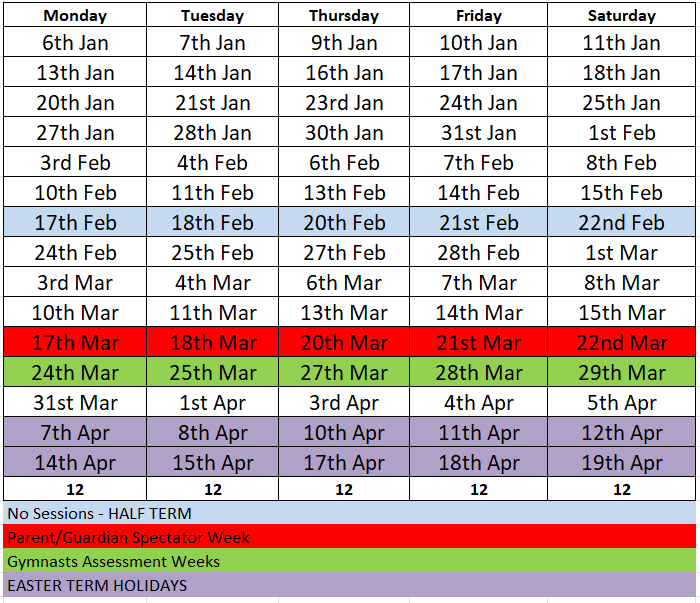 Monday Tuesday Thursday Friday Saturday
6th Jan 7th Jan 9th Jan 10th Jan 11th Jan
13th Jan 14th Jan 16th Jan 17th Jan 18th Jan
20th Jan 21st Jan 23rd Jan 24th Jan 25th Jan
27th Jan 28th Jan 30th Jan 31st Jan 1st Feb
3rd Feb 4th Feb 6th Feb 7th Feb 8th Feb
10th Feb 11th Feb 13th Feb 14th Feb 15th Feb
17th Feb 18th Feb 20th Feb 21st Feb 22nd Feb
24th Feb 25th Feb 27th Feb 28th Feb 1st Mar
3rd Mar 4th Mar 6th Mar 7th Mar 8th Mar
10th Mar 11th Mar 13th Mar 14th Mar 15th Mar
17th Mar 18th Mar 20th Mar 21st Mar 22nd Mar
24th Mar 25th Mar 27th Mar 28th Mar 29th Mar
31st Mar 1st Apr 3rd Apr 4th Apr 5th Apr
7th Apr 8th Apr 10th Apr 11th Apr 12th Apr
14th Apr 15th Apr 17th Apr 18th Apr 19th Apr
12 12 12 12 12
No Sessions - HALF TERM
Parent/Guardian Spectator Week
Gymnasts Assessment Weeks
EASTER TERM HOLIDAYS